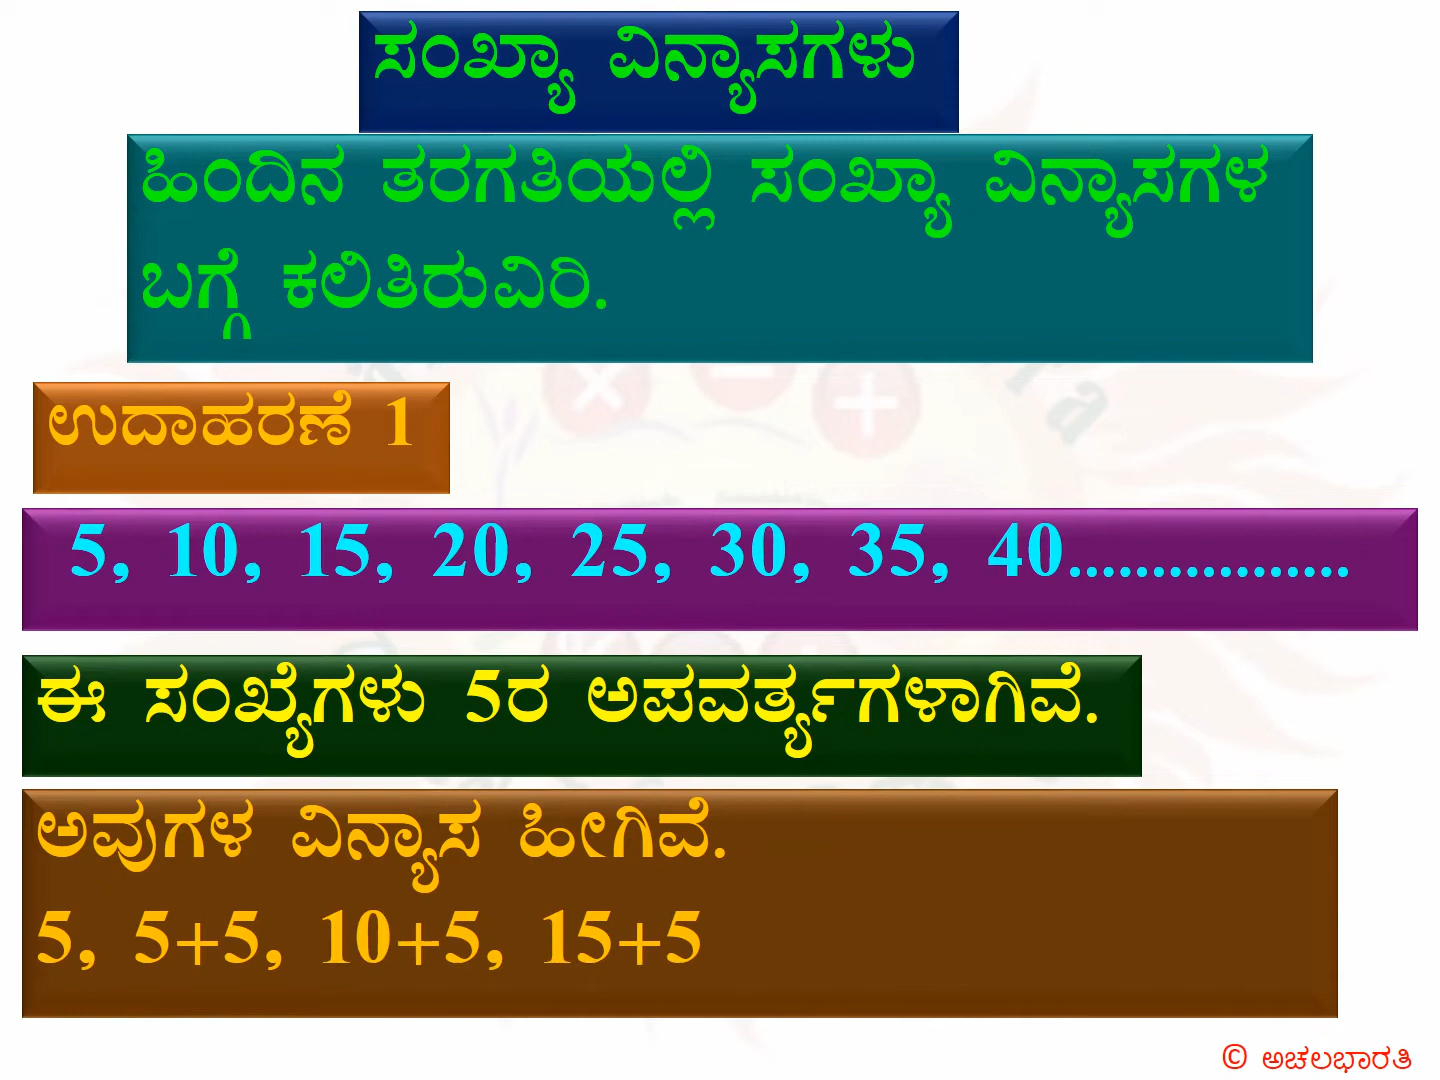 ಸಂಖ್ಯಾ ವಿನ್ಯಾಸಗಳು
ಹಿಂದಿನ ತರಗತಿಯಲ್ಲಿ ಸಂಖ್ಯಾ ವಿನ್ಯಾಸಗಳ
ಬಗ್ಗೆ ಕಲಿತಿರುವಿರಿ.
ಉದಾಹರಣೆ 1
5, 10, 15, 20, 25, 30, 35, 40.................
ಈ ಸಂಖ್ಯೆಗಳು 5ರ ಅಪವರ್ತ್ಯಗಳಾಗಿವೆ.
ಅವುಗಳ ವಿನ್ಯಾಸ ಹೀಗಿವೆ.
5, 5+5, 10+5, 15+5
© ಅಚಲಭಾರತಿ